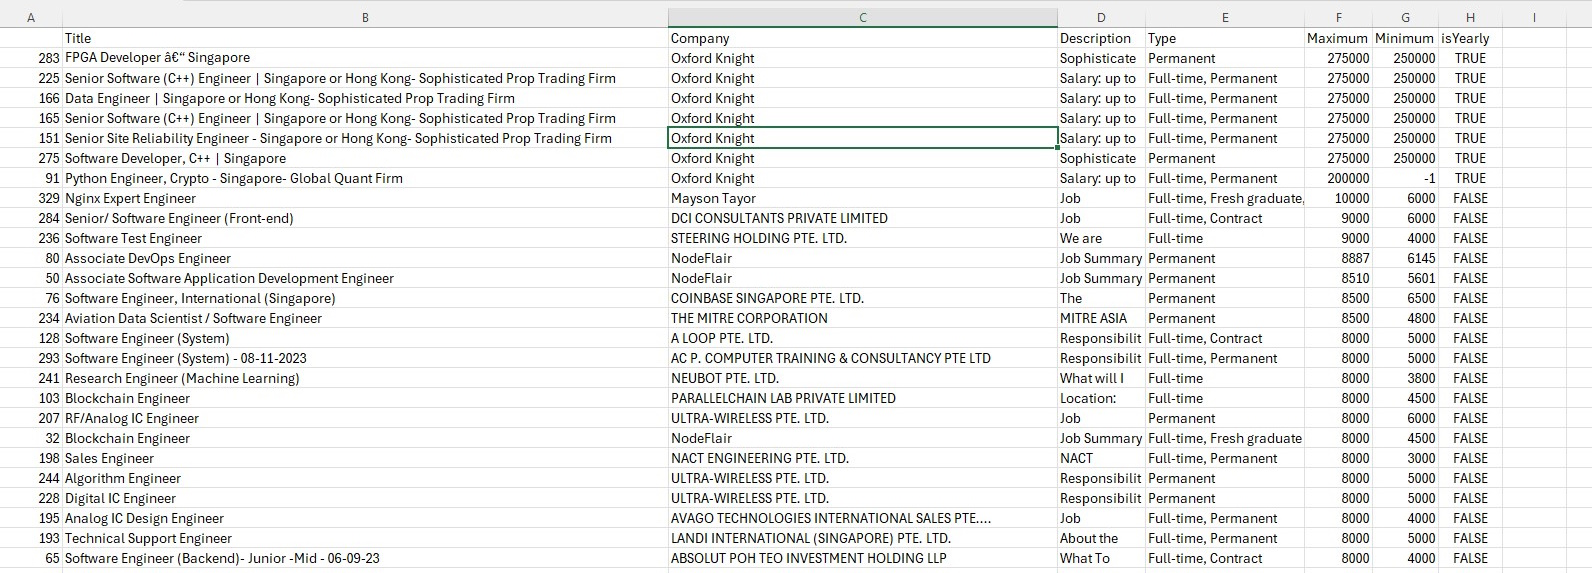 A B C D E F G H I
Title Company Description Type Maximum Minimum isYearly
283 FPGA Developer â€“ Singapore Oxford Knight Sophisticate Permanent 275000 250000 TRUE
225 Senior Software (C++) Engineer | Singapore or Hong Kong- Sophisticated Prop Trading Firm Oxford Knight Salary: up to Full-time, Permanent 275000 250000 TRUE
166 Data Engineer | Singapore or Hong Kong- Sophisticated Prop Trading Firm Oxford Knight Salary: up to Full-time, Permanent 275000 250000 TRUE
165 Senior Software (C++) Engineer | Singapore or Hong Kong- Sophisticated Prop Trading Firm Oxford Knight Salary: up to Full-time, Permanent 275000 250000 TRUE
151 Senior Site Reliability Engineer - Singapore or Hong Kong- Sophisticated Prop Trading Firm Oxford Knight Salary: up to Full-time, Permanent 275000 250000 TRUE
275 Software Developer, C++ | Singapore Oxford Knight Sophisticate Permanent 275000 250000 TRUE
91 Python Engineer, Crypto - Singapore- Global Quant Firm Oxford Knight Salary: up to Full-time, Permanent 200000 -1 TRUE
329 Nginx Expert Engineer Mayson Tayor Job Full-time, Fresh graduate, 10000 6000 FALSE
284 Senior/ Software Engineer (Front-end) DCI CONSULTANTS PRIVATE LIMITED Job Full-time, Contract 9000 6000 FALSE
236 Software Test Engineer STEERING HOLDING PTE. LTD. We are Full-time 9000 4000 FALSE
80 Associate DevOps Engineer NodeFlair Job Summary Permanent 8887 6145 FALSE
50 Associate Software Application Development Engineer NodeFlair Job Summary Permanent 8510 5601 FALSE
76 Software Engineer, International (Singapore) COINBASE SINGAPORE PTE. LTD. The Permanent 8500 6500 FALSE
234 Aviation Data Scientist / Software Engineer THE MITRE CORPORATION MITRE ASIA Permanent 8500 4800 FALSE
128 Software Engineer (System) A LOOP PTE. LTD. Responsibilit Full-time, Contract 8000 5000 FALSE
293 Software Engineer (System) - 08-11-2023 AC P. COMPUTER TRAINING & CONSULTANCY PTE LTD Responsibilit Full-time, Permanent 8000 5000 FALSE
241 Research Engineer (Machine Learning) NEUBOT PTE. LTD. What will I Full-time 8000 3800 FALSE
103 Blockchain Engineer PARALLELCHAIN LAB PRIVATE LIMITED Location: Full-time 8000 4500 FALSE
207 RF/Analog IC Engineer ULTRA-WIRELESS PTE. LTD. Job Permanent 8000 6000 FALSE
32 Blockchain Engineer NodeFlair Job Summary Full-time, Fresh graduate 8000 4500 FALSE
198 Sales Engineer NACT ENGINEERING PTE. LTD. NACT Full-time, Permanent 8000 3000 FALSE
244 Algorithm Engineer ULTRA-WIRELESS PTE. LTD. Responsibilit Permanent 8000 5000 FALSE
228 Digital IC Engineer ULTRA-WIRELESS PTE. LTD. Responsibilit Permanent 8000 5000 FALSE
195 Analog IC Design Engineer AVAGO TECHNOLOGIES INTERNATIONAL SALES PTE.... Job Full-time, Permanent 8000 4000 FALSE
193 Technical Support Engineer LANDI INTERNATIONAL (SINGAPORE) PTE. LTD. About the Full-time, Permanent 8000 5000 FALSE
65 Software Engineer (Backend)- Junior -Mid - 06-09-23 ABSOLUT POH TEO INVESTMENT HOLDING LLP What To Full-time, Contract 8000 4000 FALSE